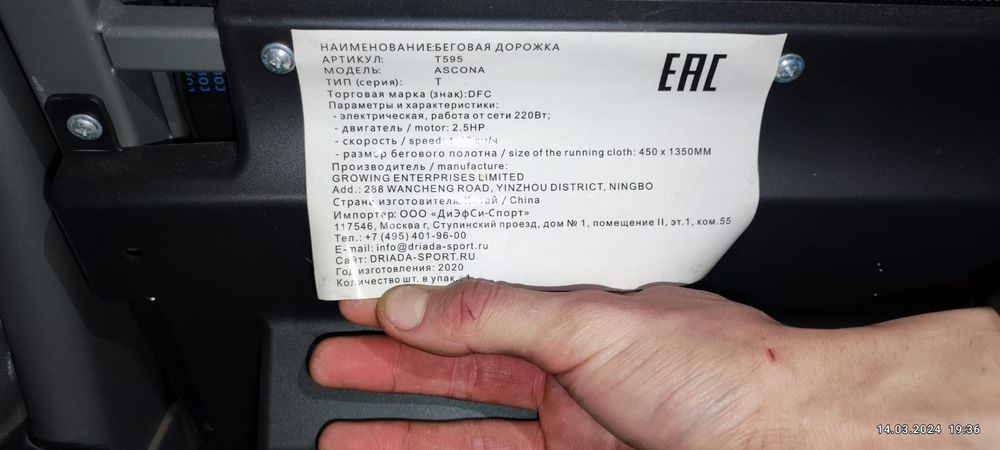 НАИМЕНОВАНИЕ:БЕГОВАЯ ДОРОЖКА
АРТИКУЛ: T595
МОДЕЛЬ: ASCONA
ТИП (серия): T
Торговая марка (знак):DFC
Параметры и характеристики:
- электрическая, работа от сети 220Вт;
- двигатель / motor: 2.5HP
- скорость / speed:
- размер бегового полотна / size of the running cloth: 450 x 1350MM
Производитель / manufacture:
GROWING ENTERPRISES LIMITED
Add.: 288 WANCHENG ROAD, YINZHOU DISTRICT, NINGBO
Страна изготовителя: Китай / China
Импортер: ООО «ДиЭфСи-Спорт»
117546, Москва г, Ступинский проезд, дом № 1, помещение II, эт.1, ком.55
Тел.: +7 (495) 401-96-00
E-mail: info@driada-sport.ru
Сайт: DRIADA-SPORT.RU
Год изготовления: 2020
Количество шт. в упак.:
EAC
14.03.2024 19:36